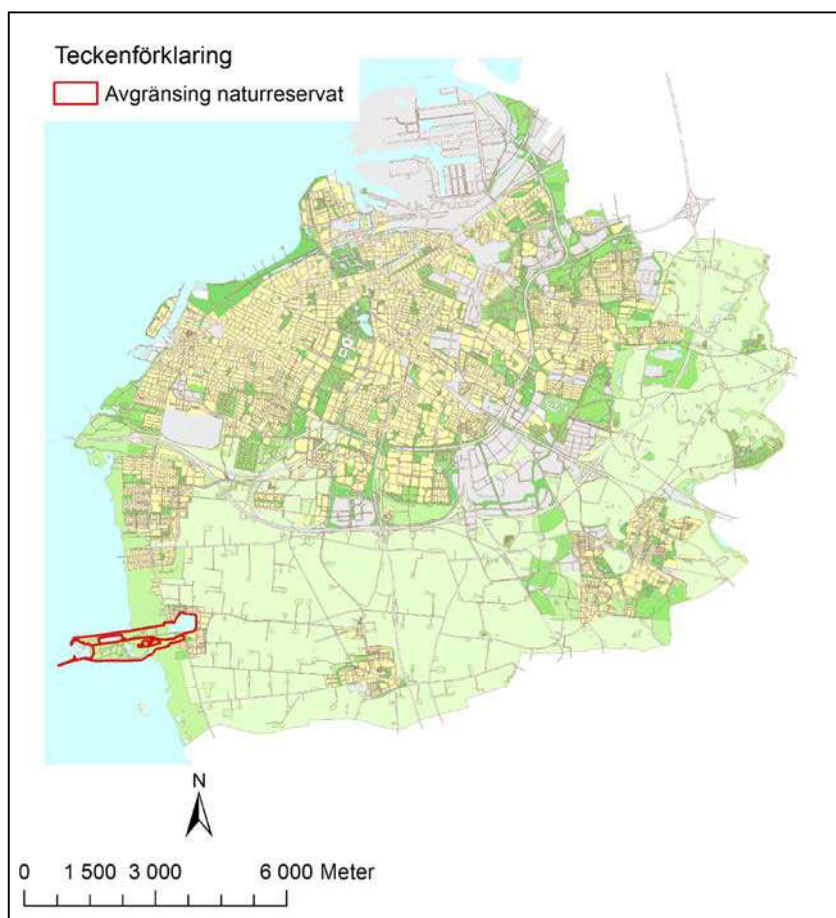 Teckenförklaring
Avgränsing naturreservat
N
0 1 500 3 000 6 000 Meter